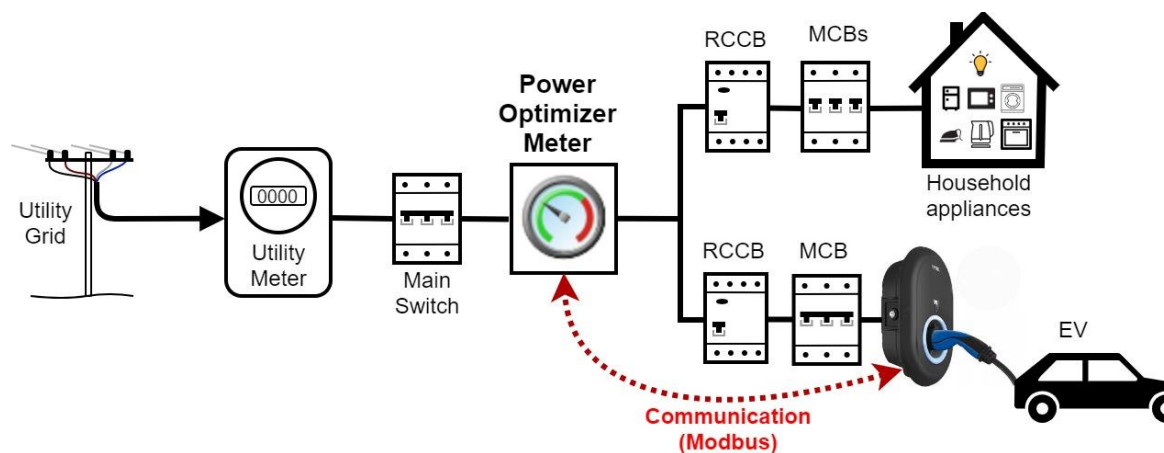 Utility
Grid
0000
Utility
Meter
Main
Switch
Power
Optimizer
Meter
RCCB
MCBs
Household
appliances
RCCB
MCB
EV
Communication
(Modbus)